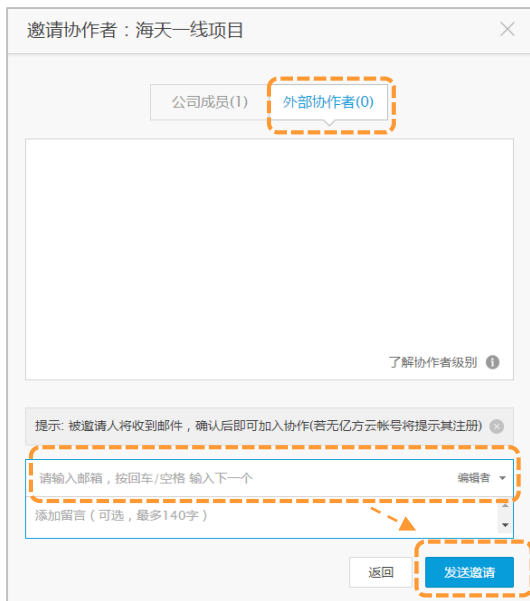 邀请协作者：海天一线项目
公司成员(1) 外部协作者(0)
了解协作者级别
提示: 被邀请人将收到邮件，确认后即可加入协作(若无亿方云帐号将提示其注册)
请输入邮箱，按回车/空格 输入下一个 编辑者
添加留言（可选，最多140字）
返回 发送邀请